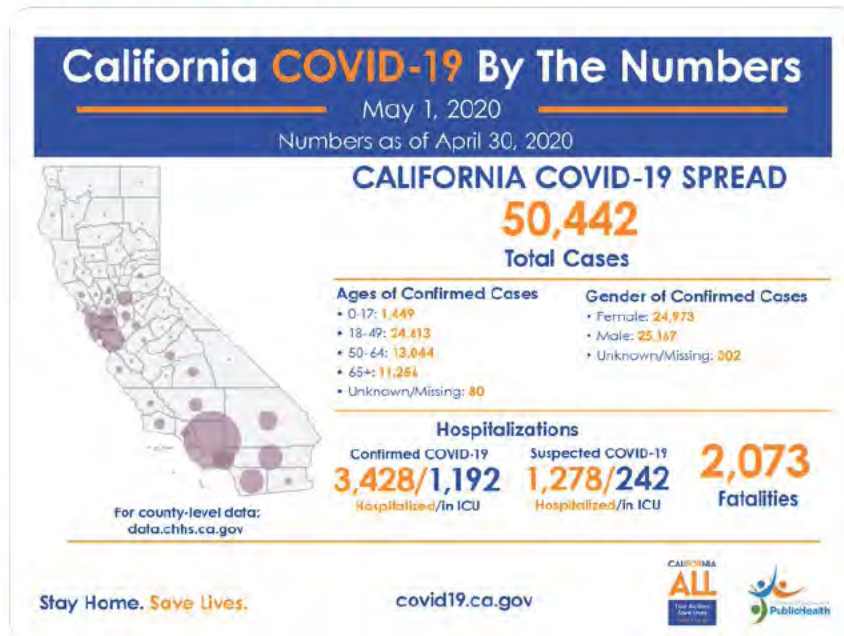 California COVID-19 By The Numbers
May 1, 2020
Numbers as of April 30, 2020
CALIFORNIA COVID-19 SPREAD
50,442
Total Cases
Ages of Confirmed Cases
• 0-17: 1,449
• 18-49: 24,613
• 50-64: 13,044
• 65+: 11,256
• Unknown/Missing: 80
Gender of Confirmed Cases
• Female: 24,973
• Male: 25,167
• Unknown/Missing: 302
Hospitalizations
Confirmed COVID-19
3,428/1,192
Hospitalized/in ICU
Suspected COVID-19
1,278/242
Hospitalized/in ICU
2,073
Fatalities
For county-level data:
data.chhs.ca.gov
Stay Home. Save Lives.
covid19.ca.gov
CALIFORNIA
ALL
Your Actions
Save Lives
PublicHealth